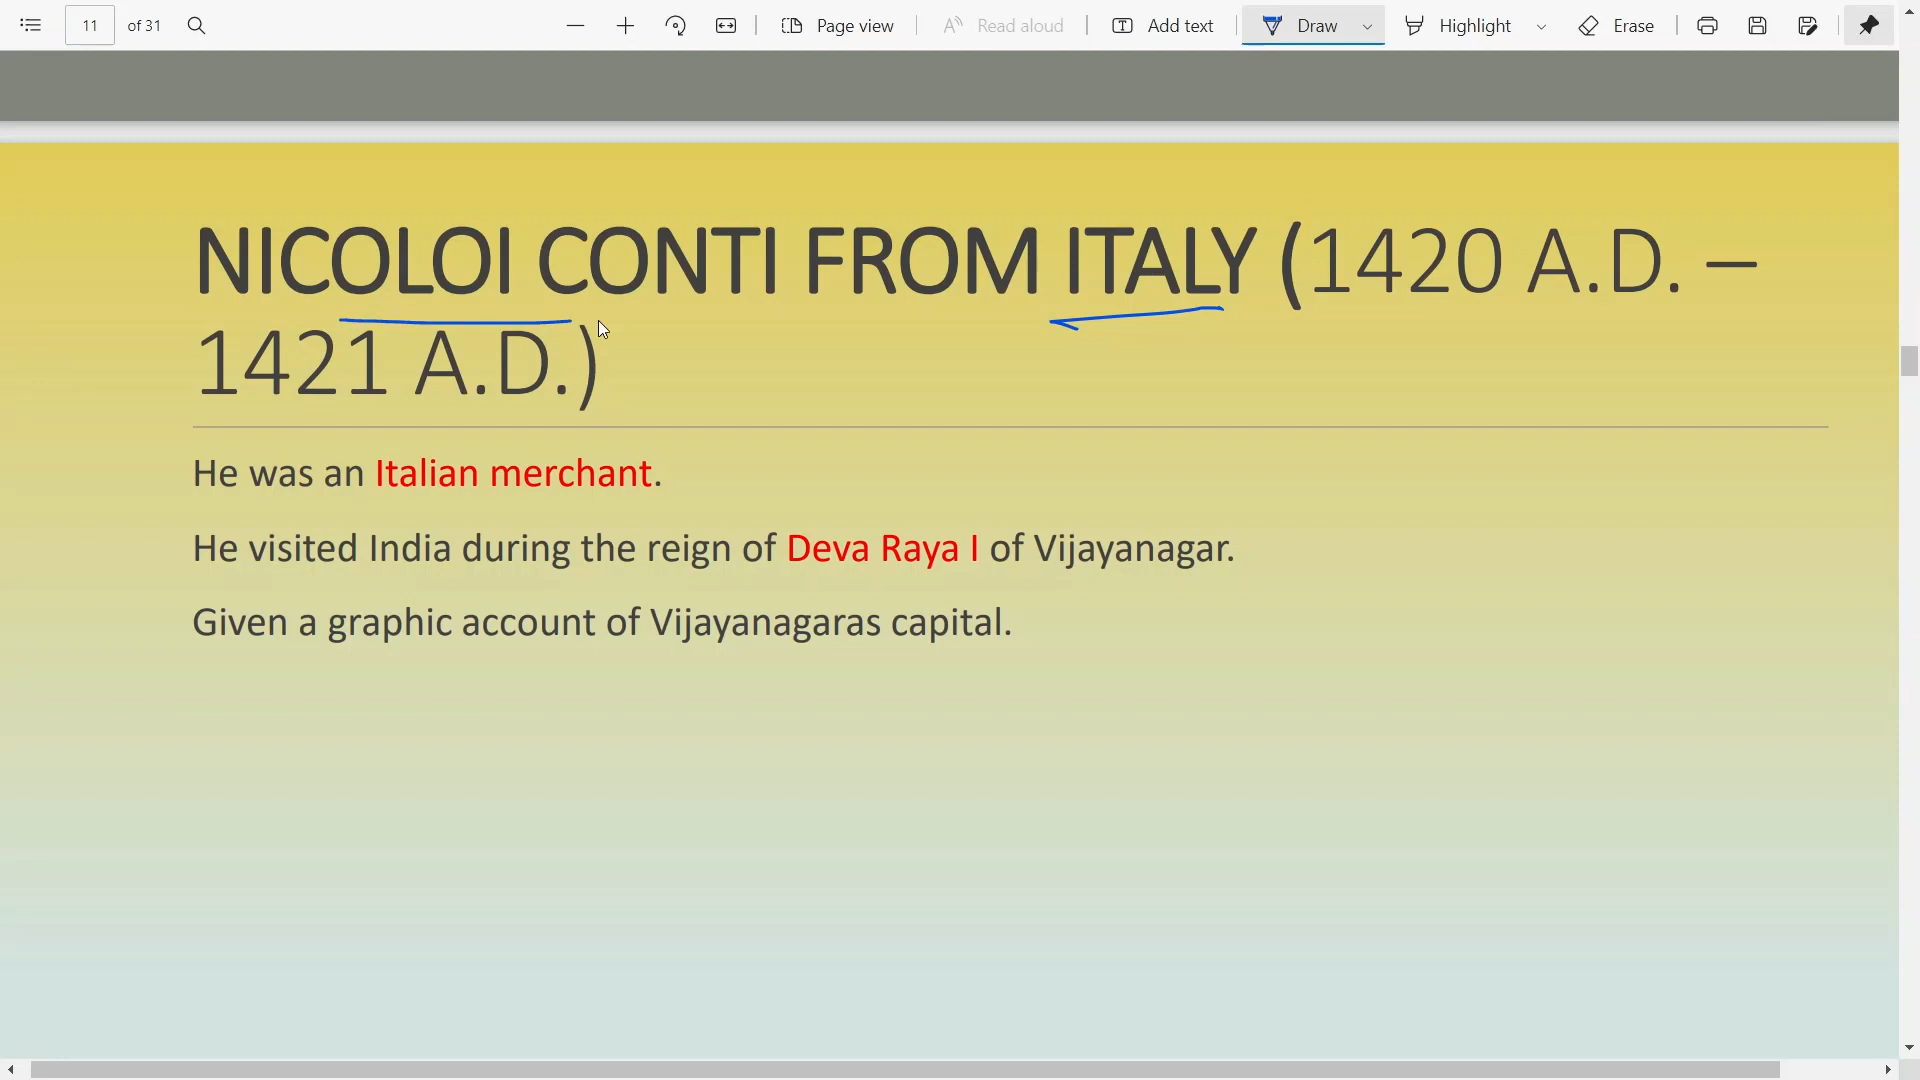 11 of 31 Page view Read aloud Add text Draw Highlight Erase
NICOLOI CONTI FROM ITALY (1420 A.D. –
1421 A.D.)
He was an Italian merchant.
He visited India during the reign of Deva Raya I of Vijayanagar.
Given a graphic account of Vijayanagaras capital.